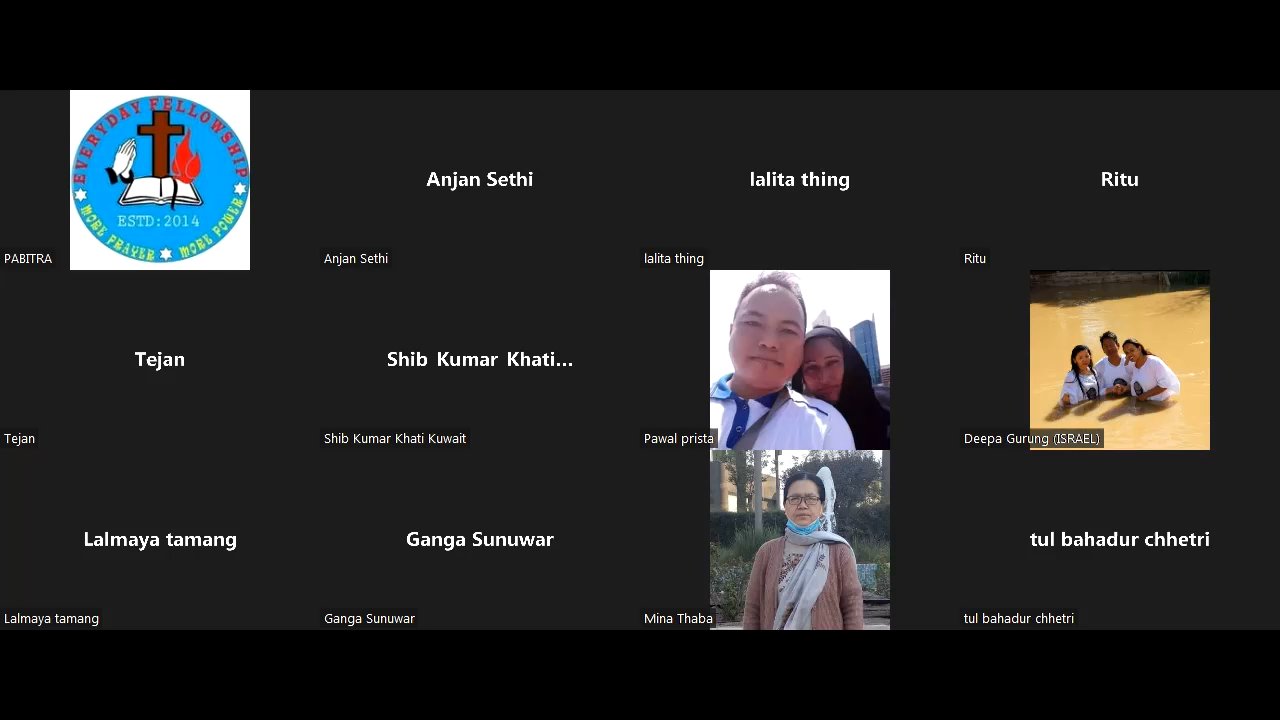 EVERYDAY FELLOWSHIP
ESTD:2014
MORE PRAYER MORE POWER
PABITRA
Anjan Sethi
Anjan Sethi
lalita thing
lalita thing
Ritu
Ritu
Tejan
Tejan
Shib Kumar Khati...
Shib Kumar Khati Kuwait
Pawal prista
Deepa Gurung (ISRAEL)
Lalmaya tamang
Lalmaya tamang
Ganga Sunuwar
Ganga Sunuwar
Mina Thaba
tul bahadur chhetri
tul bahadur chhetri